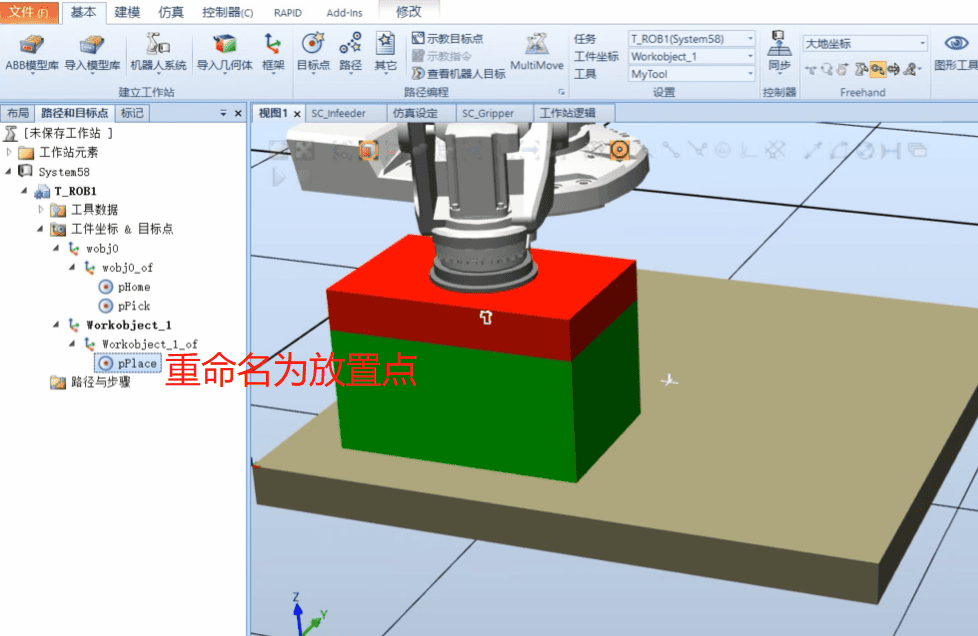 文件(F) 基本 建模 仿真 控制器(C) RAPID Add-Ins 修改
ABB模型库 导入模型库 机器人系统 导入几何体 框架 目标点 路径 其它 示教目标点 MultiMove 任务 T_ROB1(System58) 同步 大地坐标 图形工具
示教指令 工件坐标 Workobject_1
查看机器人目标 工具 MyTool
建立工作站 路径编程 设置 控制器 Freehand
布局 路径和目标点 标记 视图1 SC_Infeeder 仿真设定 SC_Gripper 工作站逻辑
[未保存工作站 ]
工作站元素
System58
T_ROB1
工具数据
工件坐标 & 目标点
wobj0
wobj0_of
pHome
pPick
Workobject_1
Workobject_1_of
pPlace 重命名为放置点
路径与步骤
Z
Y